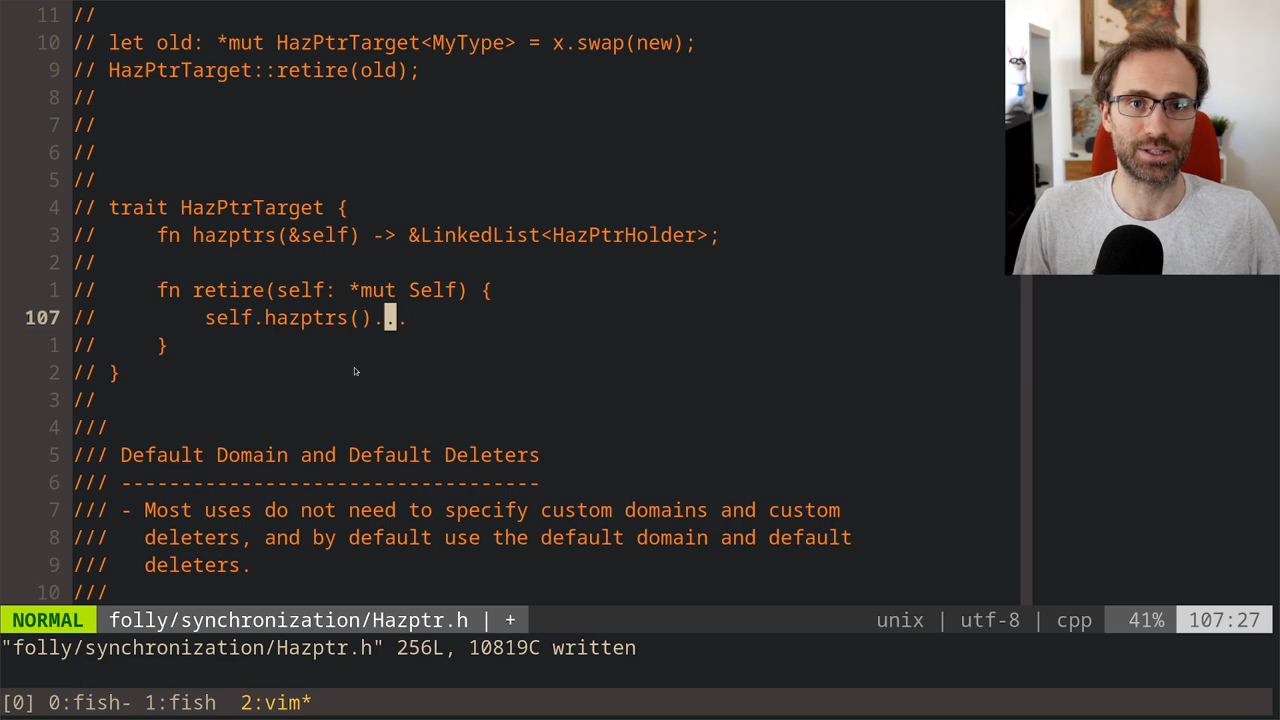 11 //
10 // let old: *mut HazPtrTarget<MyType> = x.swap(new);
9 // HazPtrTarget::retire(old);
8 //
7 //
6 //
5 //
4 // trait HazPtrTarget {
3 //     fn hazptrs(&self) -> &LinkedList<HazPtrHolder>;
2 //
1 //     fn retire(self: *mut Self) {
107 //         self.hazptrs()...
1 //     }
2 // }
3 //
4 ///
5 /// Default Domain and Default Deleters
6 /// -----------------------------------
7 /// - Most uses do not need to specify custom domains and custom
8 ///   deleters, and by default use the default domain and default
9 ///   deleters.
10 ///
NORMAL folly/synchronization/Hazptr.h | + unix | utf-8 | cpp 41% 107:27
"folly/synchronization/Hazptr.h" 256L, 10819C written
[0] 0:fish- 1:fish  2:vim*